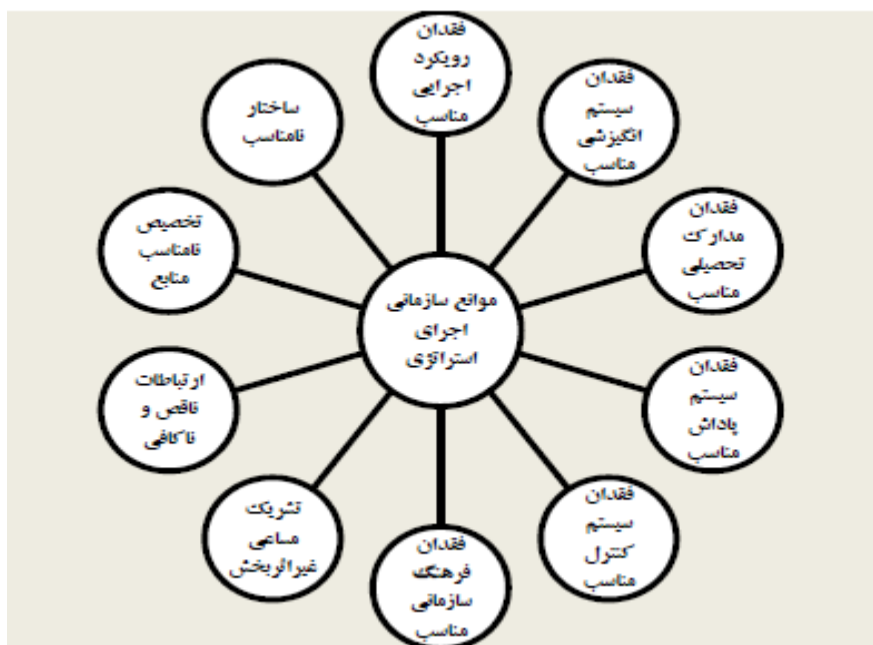 فقدان
رویکرد
اجرایی
مناسب
فقدان
سیستم
انگیزشی
مناسب
فقدان
مدارک
تحصیلی
مناسب
فقدان
سیستم
پاداش
مناسب
فقدان
سیستم
کنترل
مناسب
فقدان
فرهنگ
سازمانی
مناسب
تشریک
مساعی
غیراثربخش
ارتباطات
ناقص و
ناکافی
تخصیص
نامناسب
منابع
ساختار
نامناسب
موانع سازمانی
اجرای
استراتژی